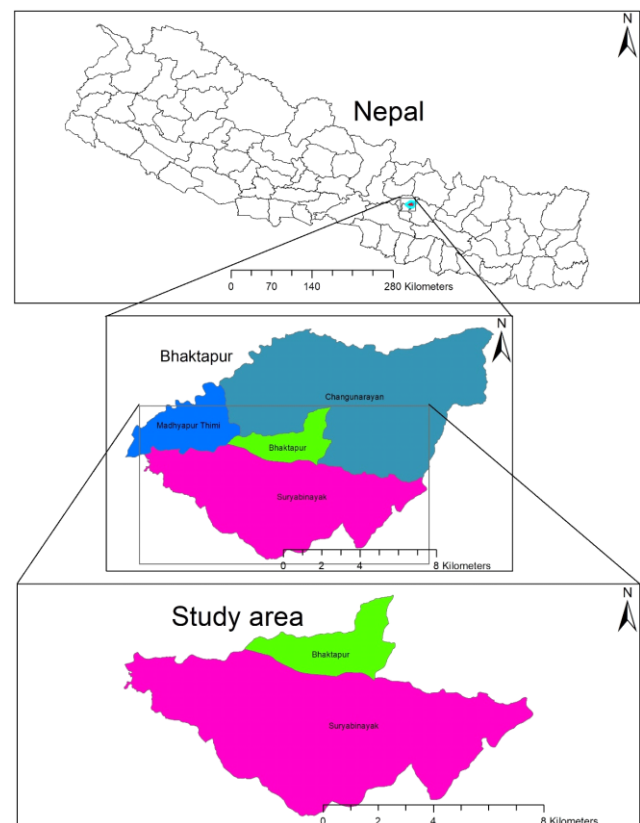 N
Nepal
0 70 140 280 Kilometers
N
Bhaktapur
Changunarayan
Madhyapur Thimi
Bhaktapur
Suryabinayak
0 2 4 8 Kilometers
N
Study area
Bhaktapur
Suryabinayak
0 2 4 8 Kilometers